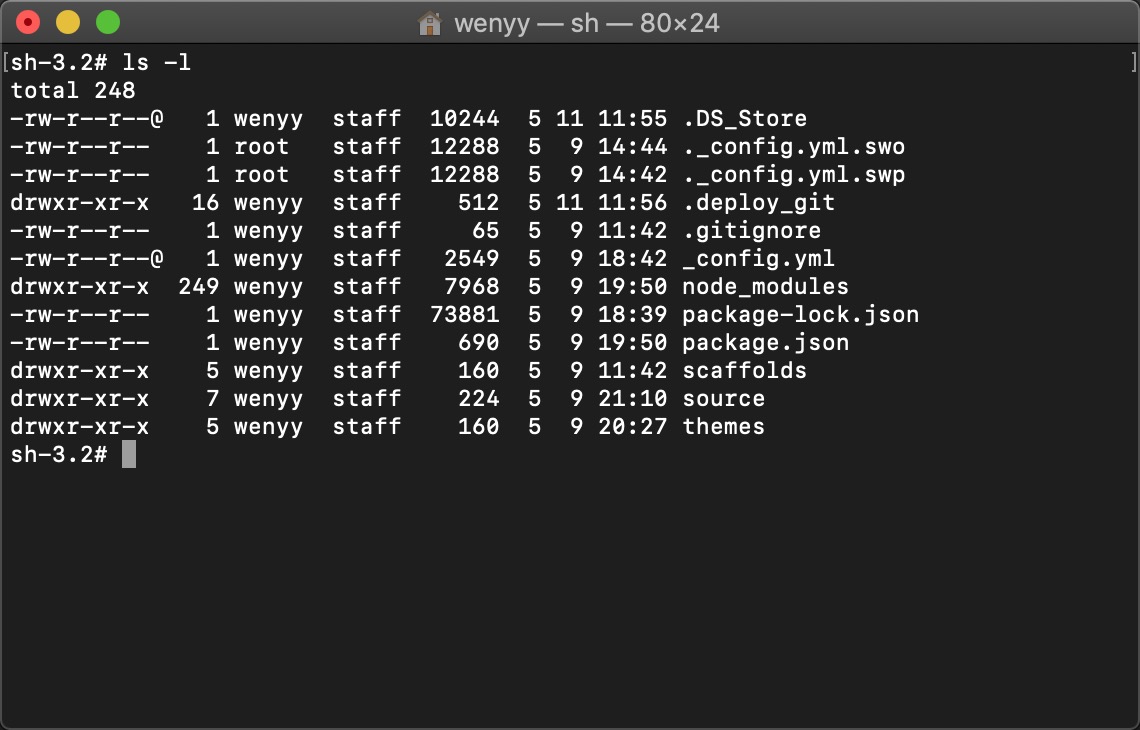 wenyy — sh — 80×24
[sh-3.2# ls -l ]
total 248
-rw-r--r--@   1 wenyy  staff  10244  5 11 11:55 .DS_Store
-rw-r--r--    1 root   staff  12288  5  9 14:44 ._config.yml.swo
-rw-r--r--    1 root   staff  12288  5  9 14:42 ._config.yml.swp
drwxr-xr-x   16 wenyy  staff    512  5 11 11:56 .deploy_git
-rw-r--r--    1 wenyy  staff     65  5  9 11:42 .gitignore
-rw-r--r--@   1 wenyy  staff   2549  5  9 18:42 _config.yml
drwxr-xr-x  249 wenyy  staff   7968  5  9 19:50 node_modules
-rw-r--r--    1 wenyy  staff  73881  5  9 18:39 package-lock.json
-rw-r--r--    1 wenyy  staff    690  5  9 19:50 package.json
drwxr-xr-x    5 wenyy  staff    160  5  9 11:42 scaffolds
drwxr-xr-x    7 wenyy  staff    224  5  9 21:10 source
drwxr-xr-x    5 wenyy  staff    160  5  9 20:27 themes
sh-3.2#